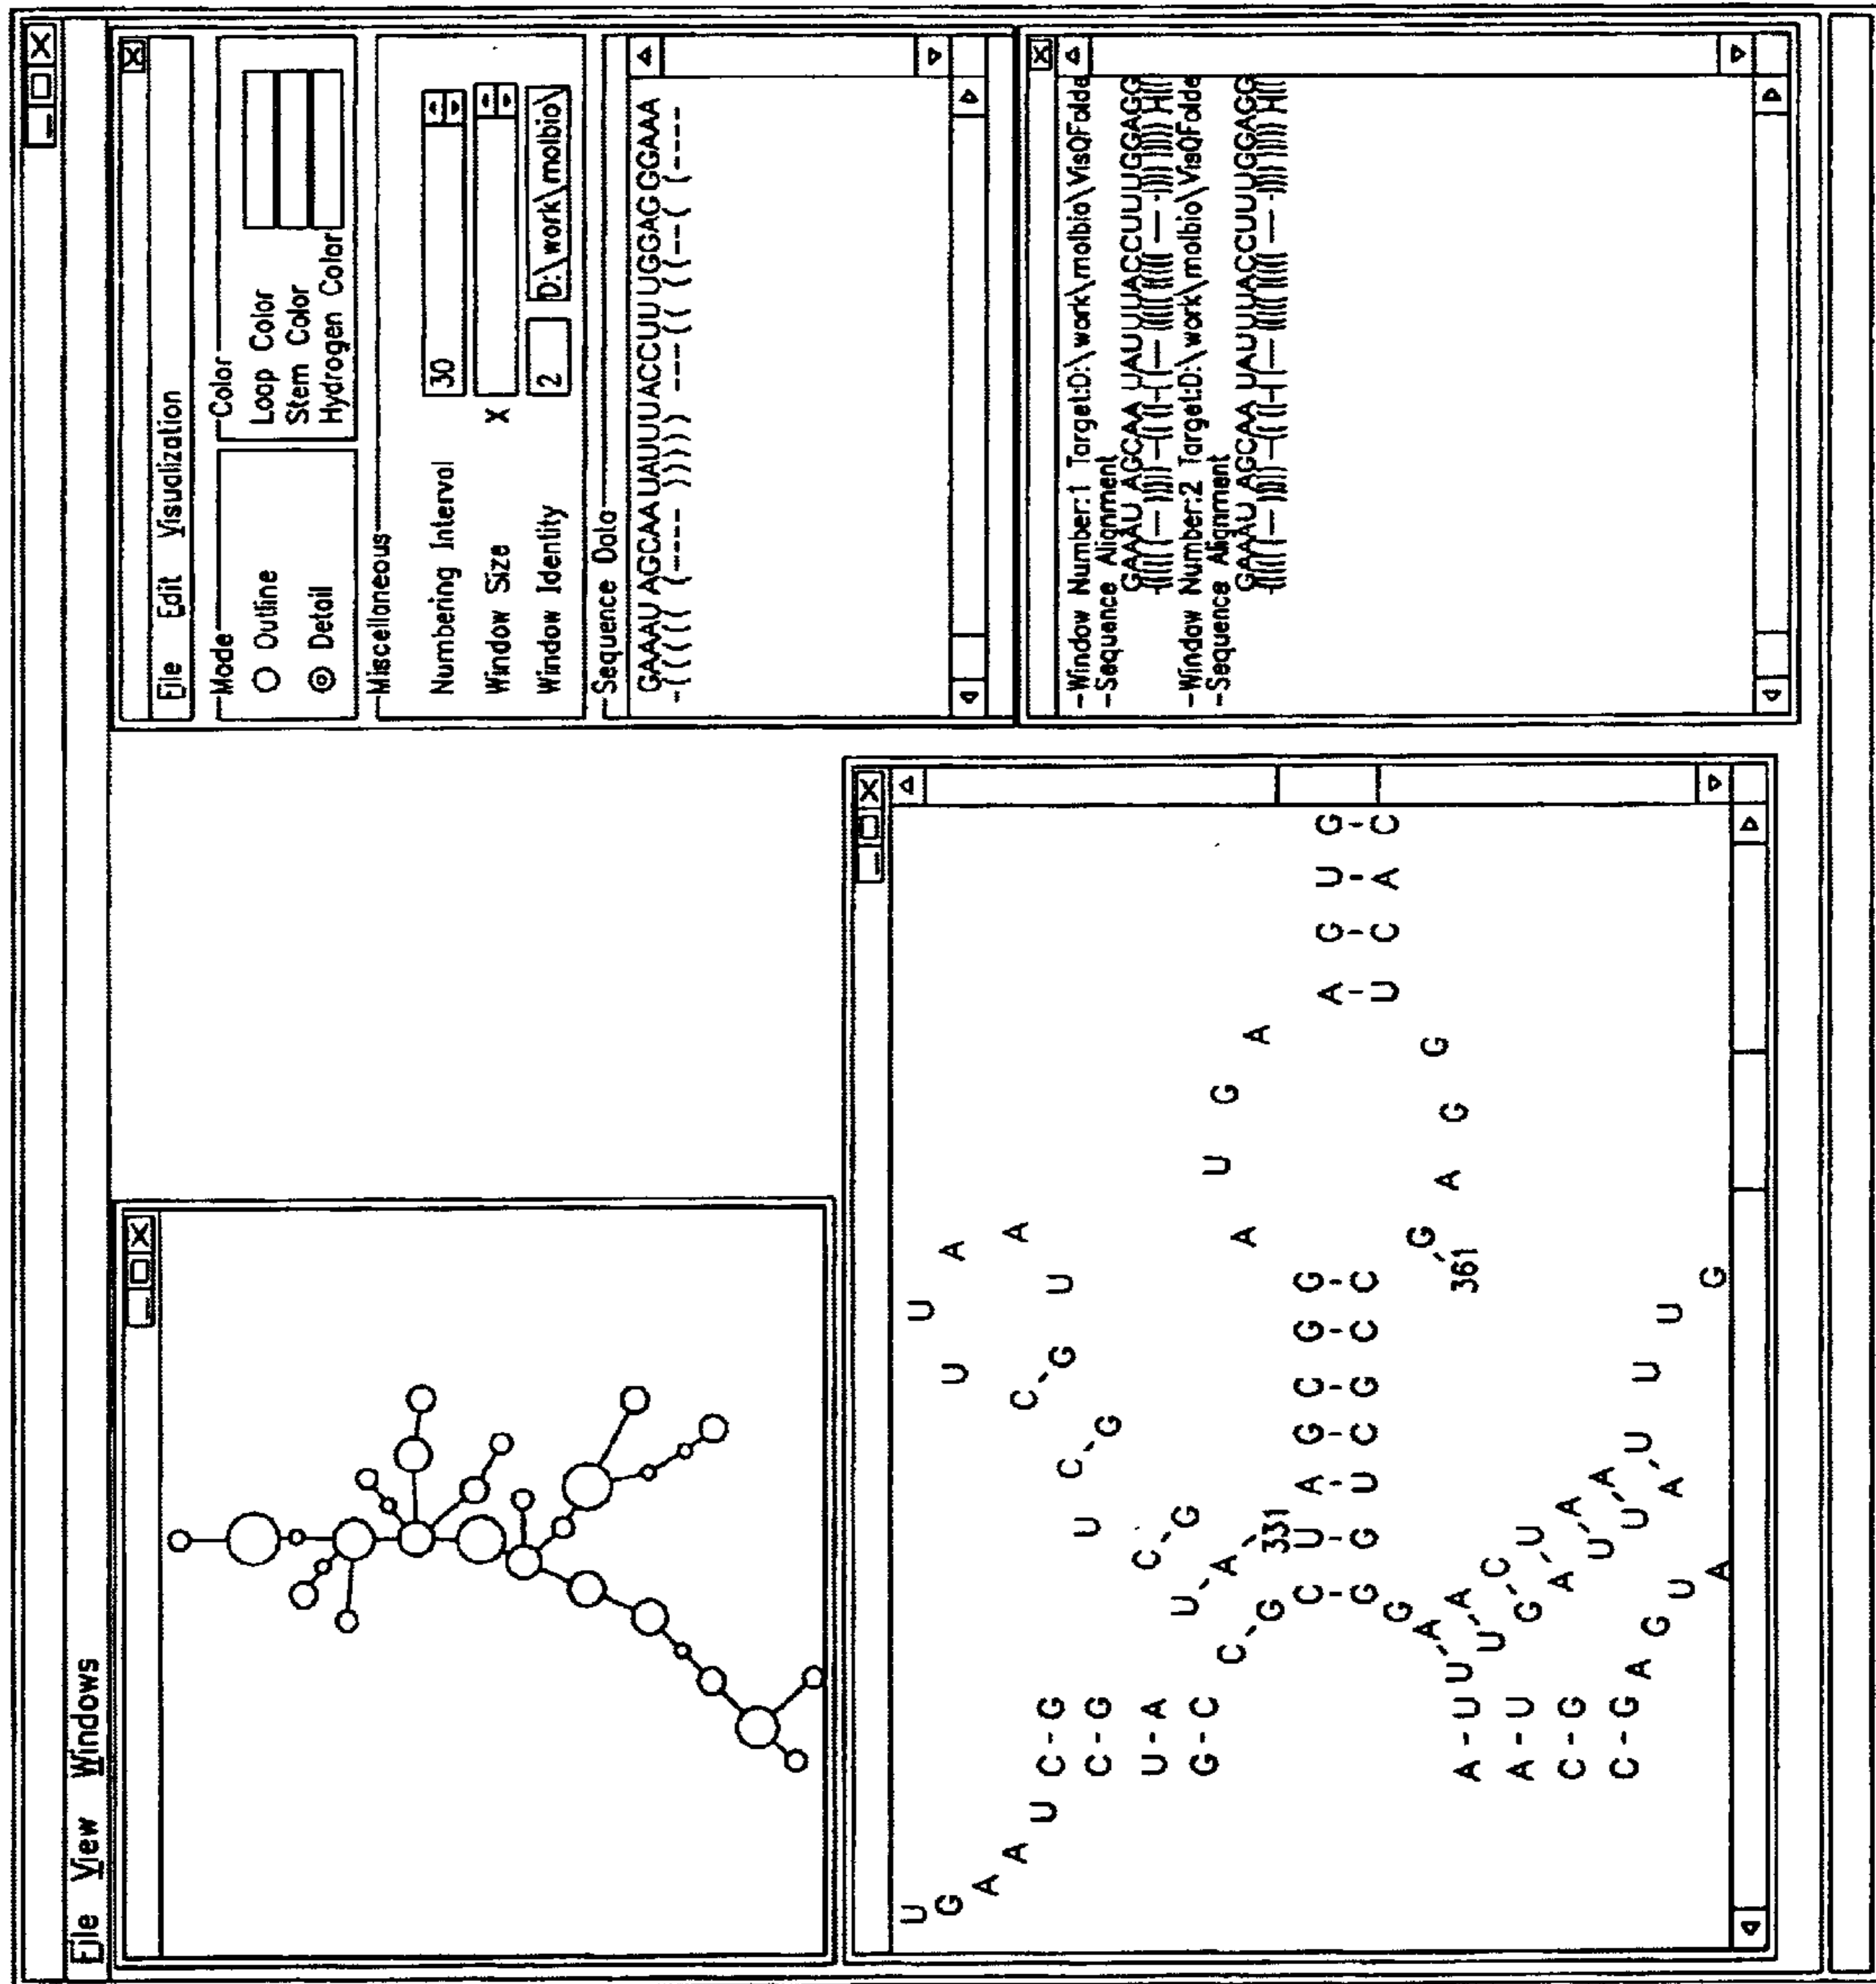 File View Windows
File Edit Visualization
Mode
Outline
Detail
Color
Loop Color
Stem Color
Hydrogen Color
Miscellaneous
Numbering Interval 30
Window Size X
Window Identity 2 D:\work\molbio\
Sequence Data
GAAAU AGCAA UAUUUACCUU UGGAG GGAAA
-((((( (----- ))))) --- (( ((--( (----
-Window Number:1 Target:D:\work\molbio\VisQFolde
-Sequence Alignment
GAAAU AGCAA UAUUUACCUUUGGAGG
-Window Number:2 Target:D:\work\molbio\VisQFolde
-Sequence Alignment
GAAAU AGCAA UAUUUACCUUUGGAGG
U G A A U
C-G
C-G
U-A
G-C
C-G
U-A
C-G
U
C-G
C-G
U U A A U
331
C U A G C G G
G G U C G C C
A U G A
A G U G
U C A C
G A G G
361
G
U-A
U-A
G-C
A U
U-A
U-A
A-U
A-U
A-U
C-G
C-G
A G U A
U U G